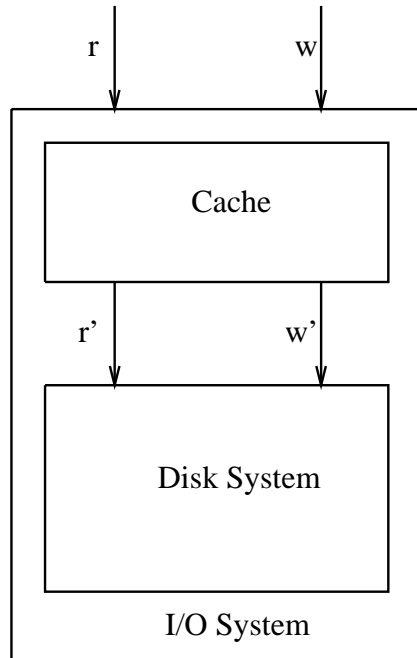 r w
Cache
r’ w’
Disk System
I/O System